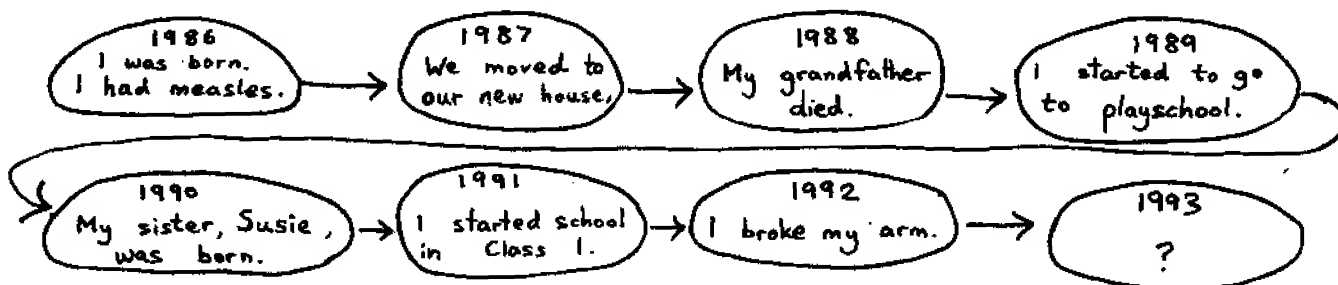 1986
I was born.
I had measles.
1987
We moved to
our new house,
1988
My grandfather
died.
1989
I started to go
to playschool.
1990
My sister, Susie,
was born.
1991
I started school
in Class 1.
1992
I broke my arm.
1993
?